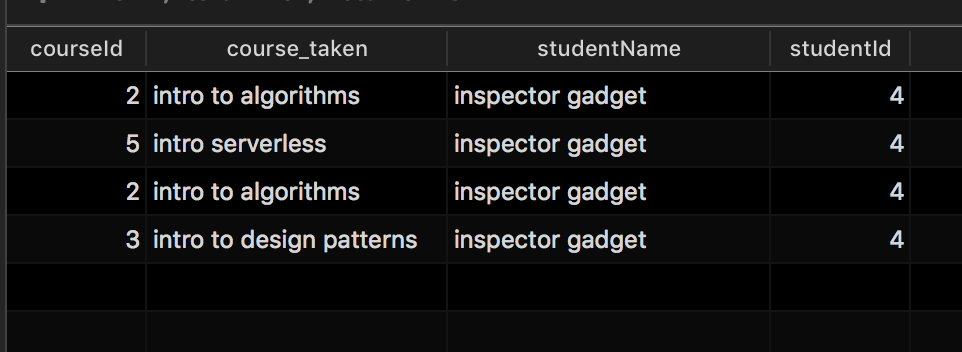 courseId course_taken studentName studentId
2 intro to algorithms inspector gadget 4
5 intro serverless inspector gadget 4
2 intro to algorithms inspector gadget 4
3 intro to design patterns inspector gadget 4